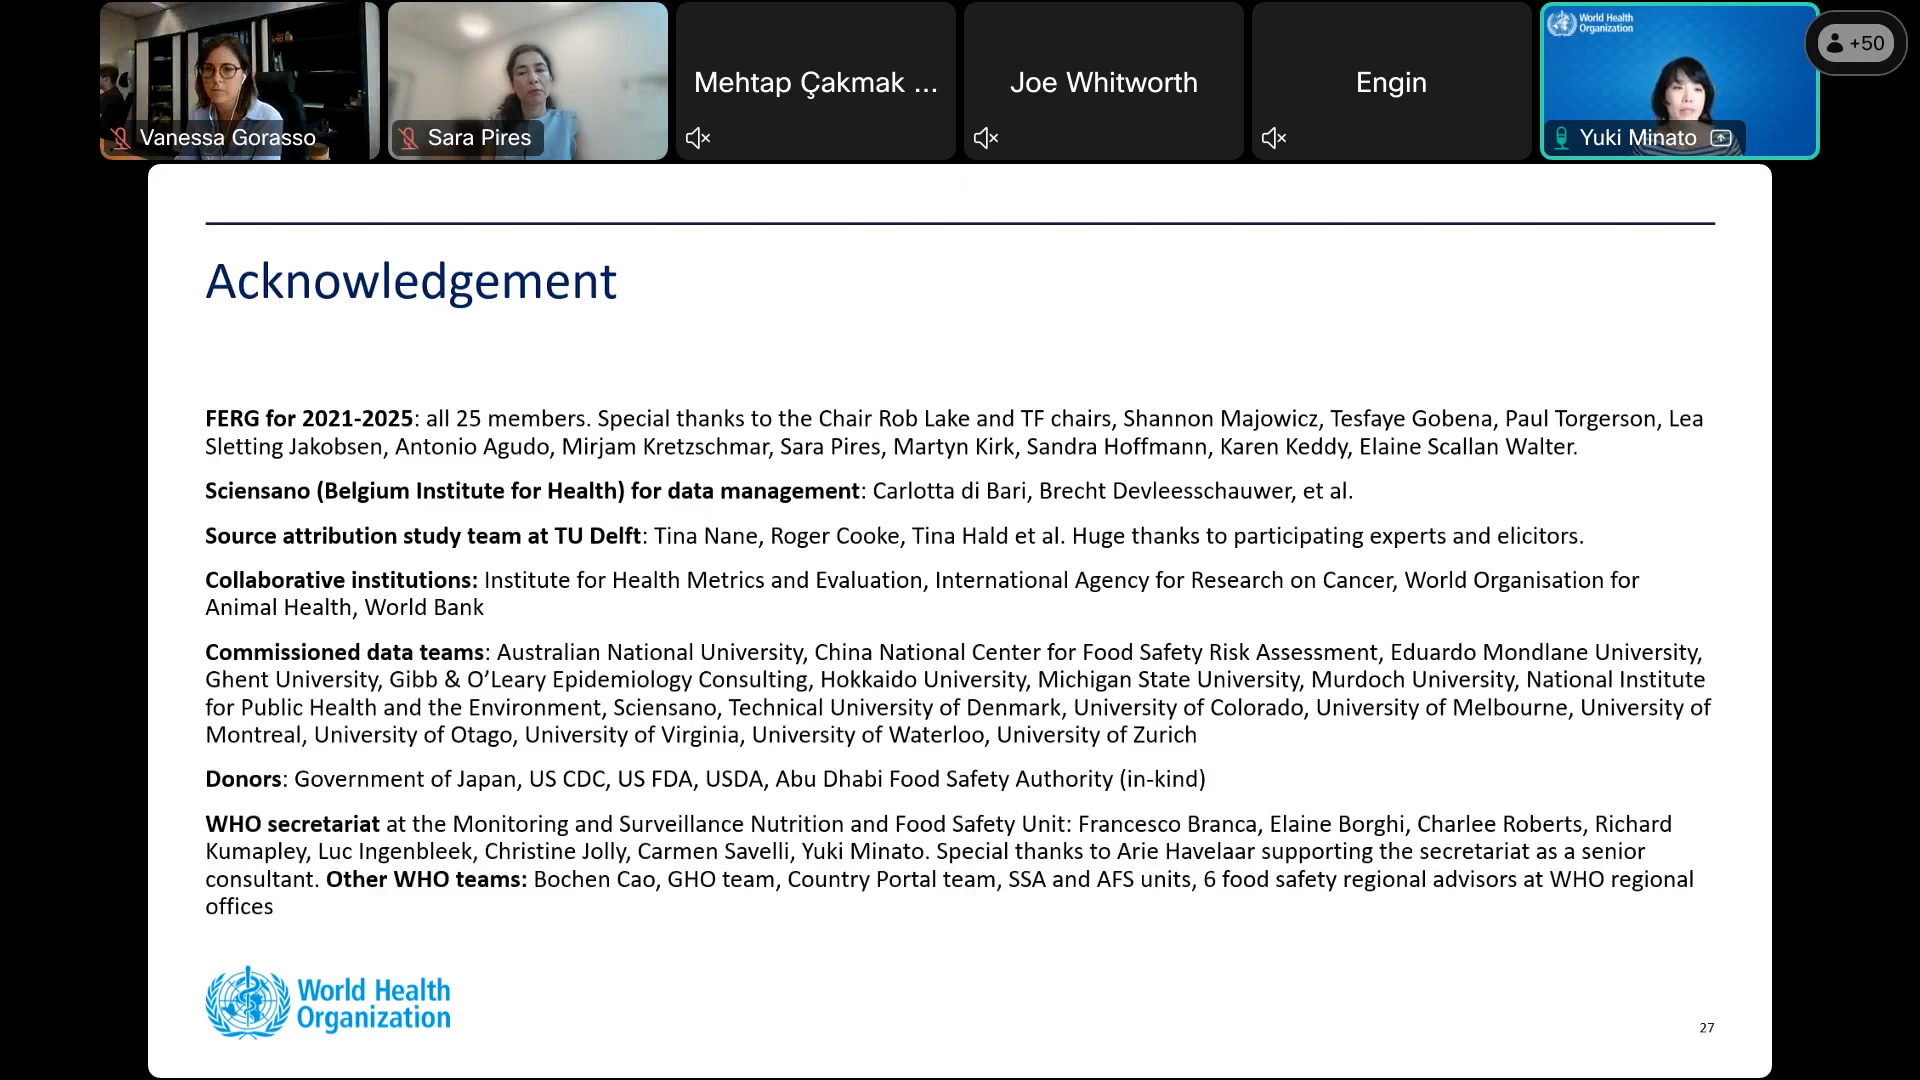 World Health
Organization
+50
Mehtap Çakmak ...
Joe Whitworth
Engin
Vanessa Gorasso
Sara Pires
Yuki Minato
Acknowledgement
FERG for 2021-2025: all 25 members. Special thanks to the Chair Rob Lake and TF chairs, Shannon Majowicz, Tesfaye Gobena, Paul Torgerson, Lea
Sletting Jakobsen, Antonio Agudo, Mirjam Kretzschmar, Sara Pires, Martyn Kirk, Sandra Hoffmann, Karen Keddy, Elaine Scallan Walter.
Sciensano (Belgium Institute for Health) for data management: Carlotta di Bari, Brecht Devleesschauwer, et al.
Source attribution study team at TU Delft: Tina Nane, Roger Cooke, Tina Hald et al. Huge thanks to participating experts and elicitors.
Collaborative institutions: Institute for Health Metrics and Evaluation, International Agency for Research on Cancer, World Organisation for
Animal Health, World Bank
Commissioned data teams: Australian National University, China National Center for Food Safety Risk Assessment, Eduardo Mondlane University,
Ghent University, Gibb & O’Leary Epidemiology Consulting, Hokkaido University, Michigan State University, Murdoch University, National Institute
for Public Health and the Environment, Sciensano, Technical University of Denmark, University of Colorado, University of Melbourne, University of
Montreal, University of Otago, University of Virginia, University of Waterloo, University of Zurich
Donors: Government of Japan, US CDC, US FDA, USDA, Abu Dhabi Food Safety Authority (in-kind)
WHO secretariat at the Monitoring and Surveillance Nutrition and Food Safety Unit: Francesco Branca, Elaine Borghi, Charlee Roberts, Richard
Kumapley, Luc Ingenbleek, Christine Jolly, Carmen Savelli, Yuki Minato. Special thanks to Arie Havelaar supporting the secretariat as a senior
consultant. Other WHO teams: Bochen Cao, GHO team, Country Portal team, SSA and AFS units, 6 food safety regional advisors at WHO regional
offices
World Health
Organization
27